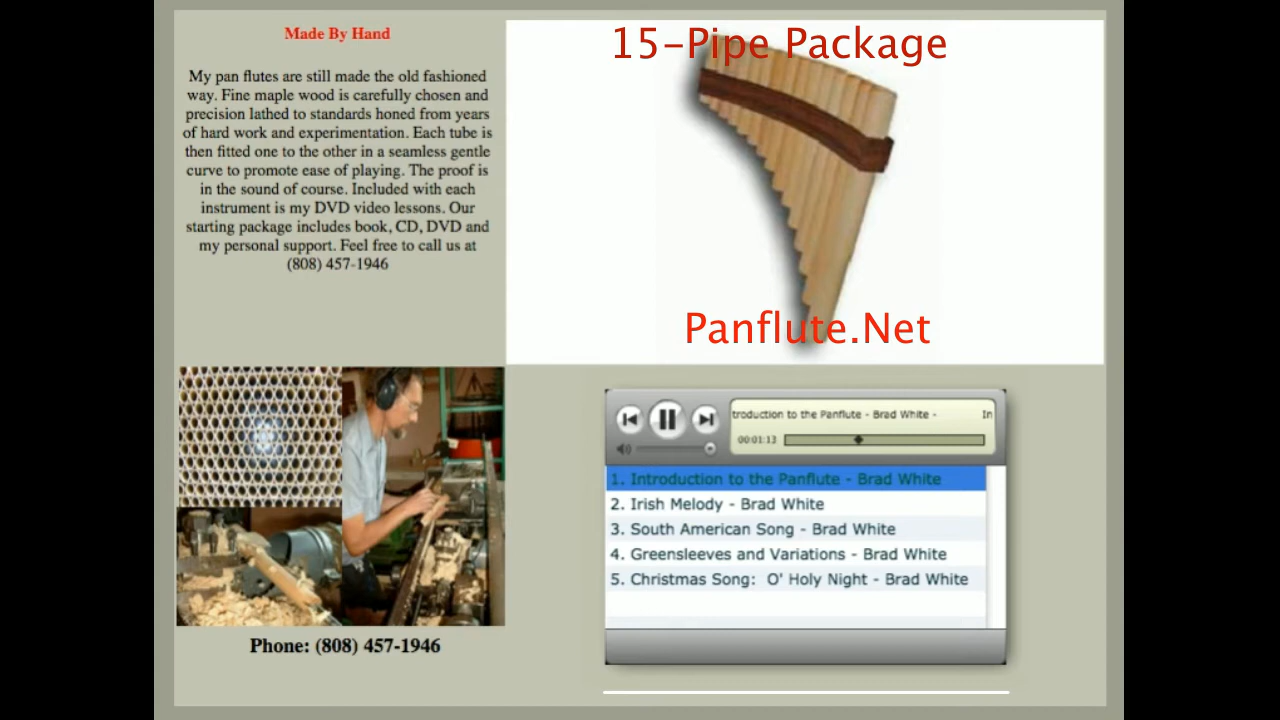 Made By Hand
My pan flutes are still made the old fashioned
way. Fine maple wood is carefully chosen and
precision lathed to standards honed from years
of hard work and experimentation. Each tube is
then fitted one to the other in a seamless gentle
curve to promote ease of playing. The proof is
in the sound of course. Included with each
instrument is my DVD video lessons. Our
starting package includes book, CD, DVD and
my personal support. Feel free to call us at
(808) 457-1946
15-Pipe Package
Panflute.Net
troduction to the Panflute - Brad White - In
00:01:13
1. Introduction to the Panflute - Brad White
2. Irish Melody - Brad White
3. South American Song - Brad White
4. Greensleeves and Variations - Brad White
5. Christmas Song: O' Holy Night - Brad White
Phone: (808) 457-1946